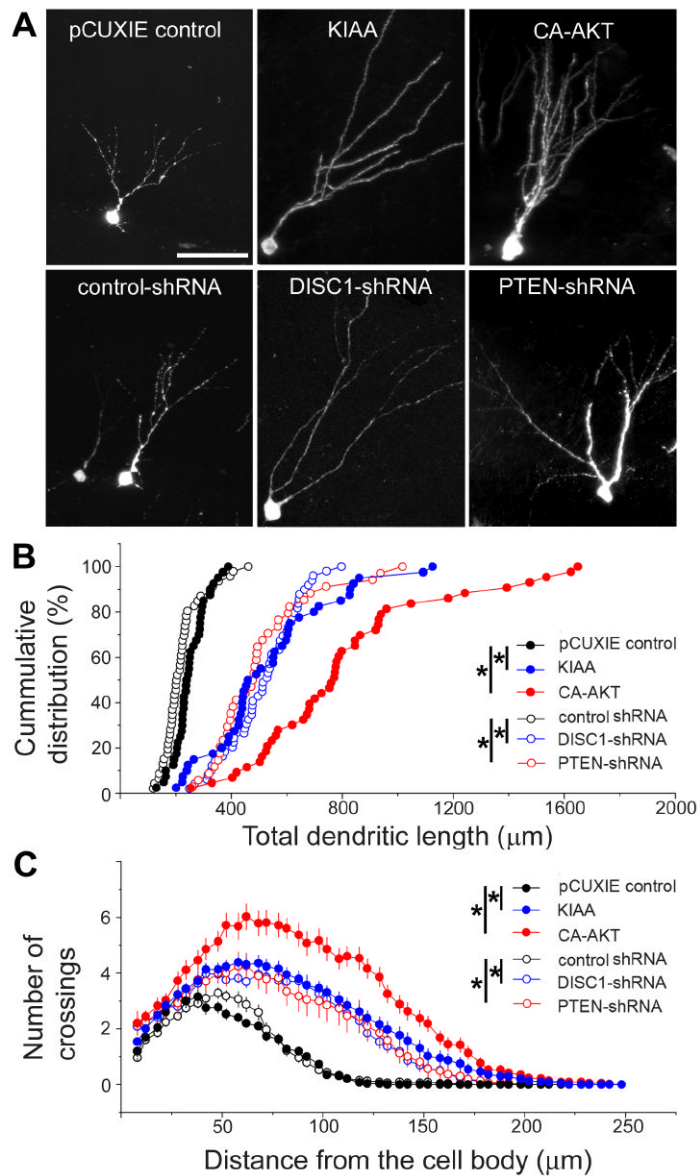 A
pCUXIE control
KIAA
CA-AKT
control-shRNA
DISC1-shRNA
PTEN-shRNA
B
Cummulative
distribution (%)
100
80
60
40
20
0
400
800
1200
1600
2000
Total dendritic length (μm)
* *
pCUXIE control
KIAA
CA-AKT
* *
control shRNA
DISC1-shRNA
PTEN-shRNA
C
Number of
crossings
6
4
2
0
50
100
150
200
250
Distance from the cell body (μm)
* *
pCUXIE control
KIAA
CA-AKT
* *
control shRNA
DISC1-shRNA
PTEN-shRNA